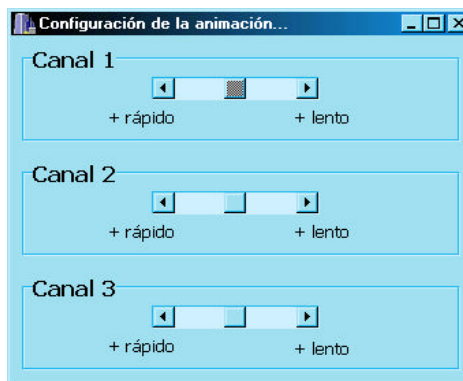 Configuración de la animación...
Canal 1
+ rápido + lento
Canal 2
+ rápido + lento
Canal 3
+ rápido + lento